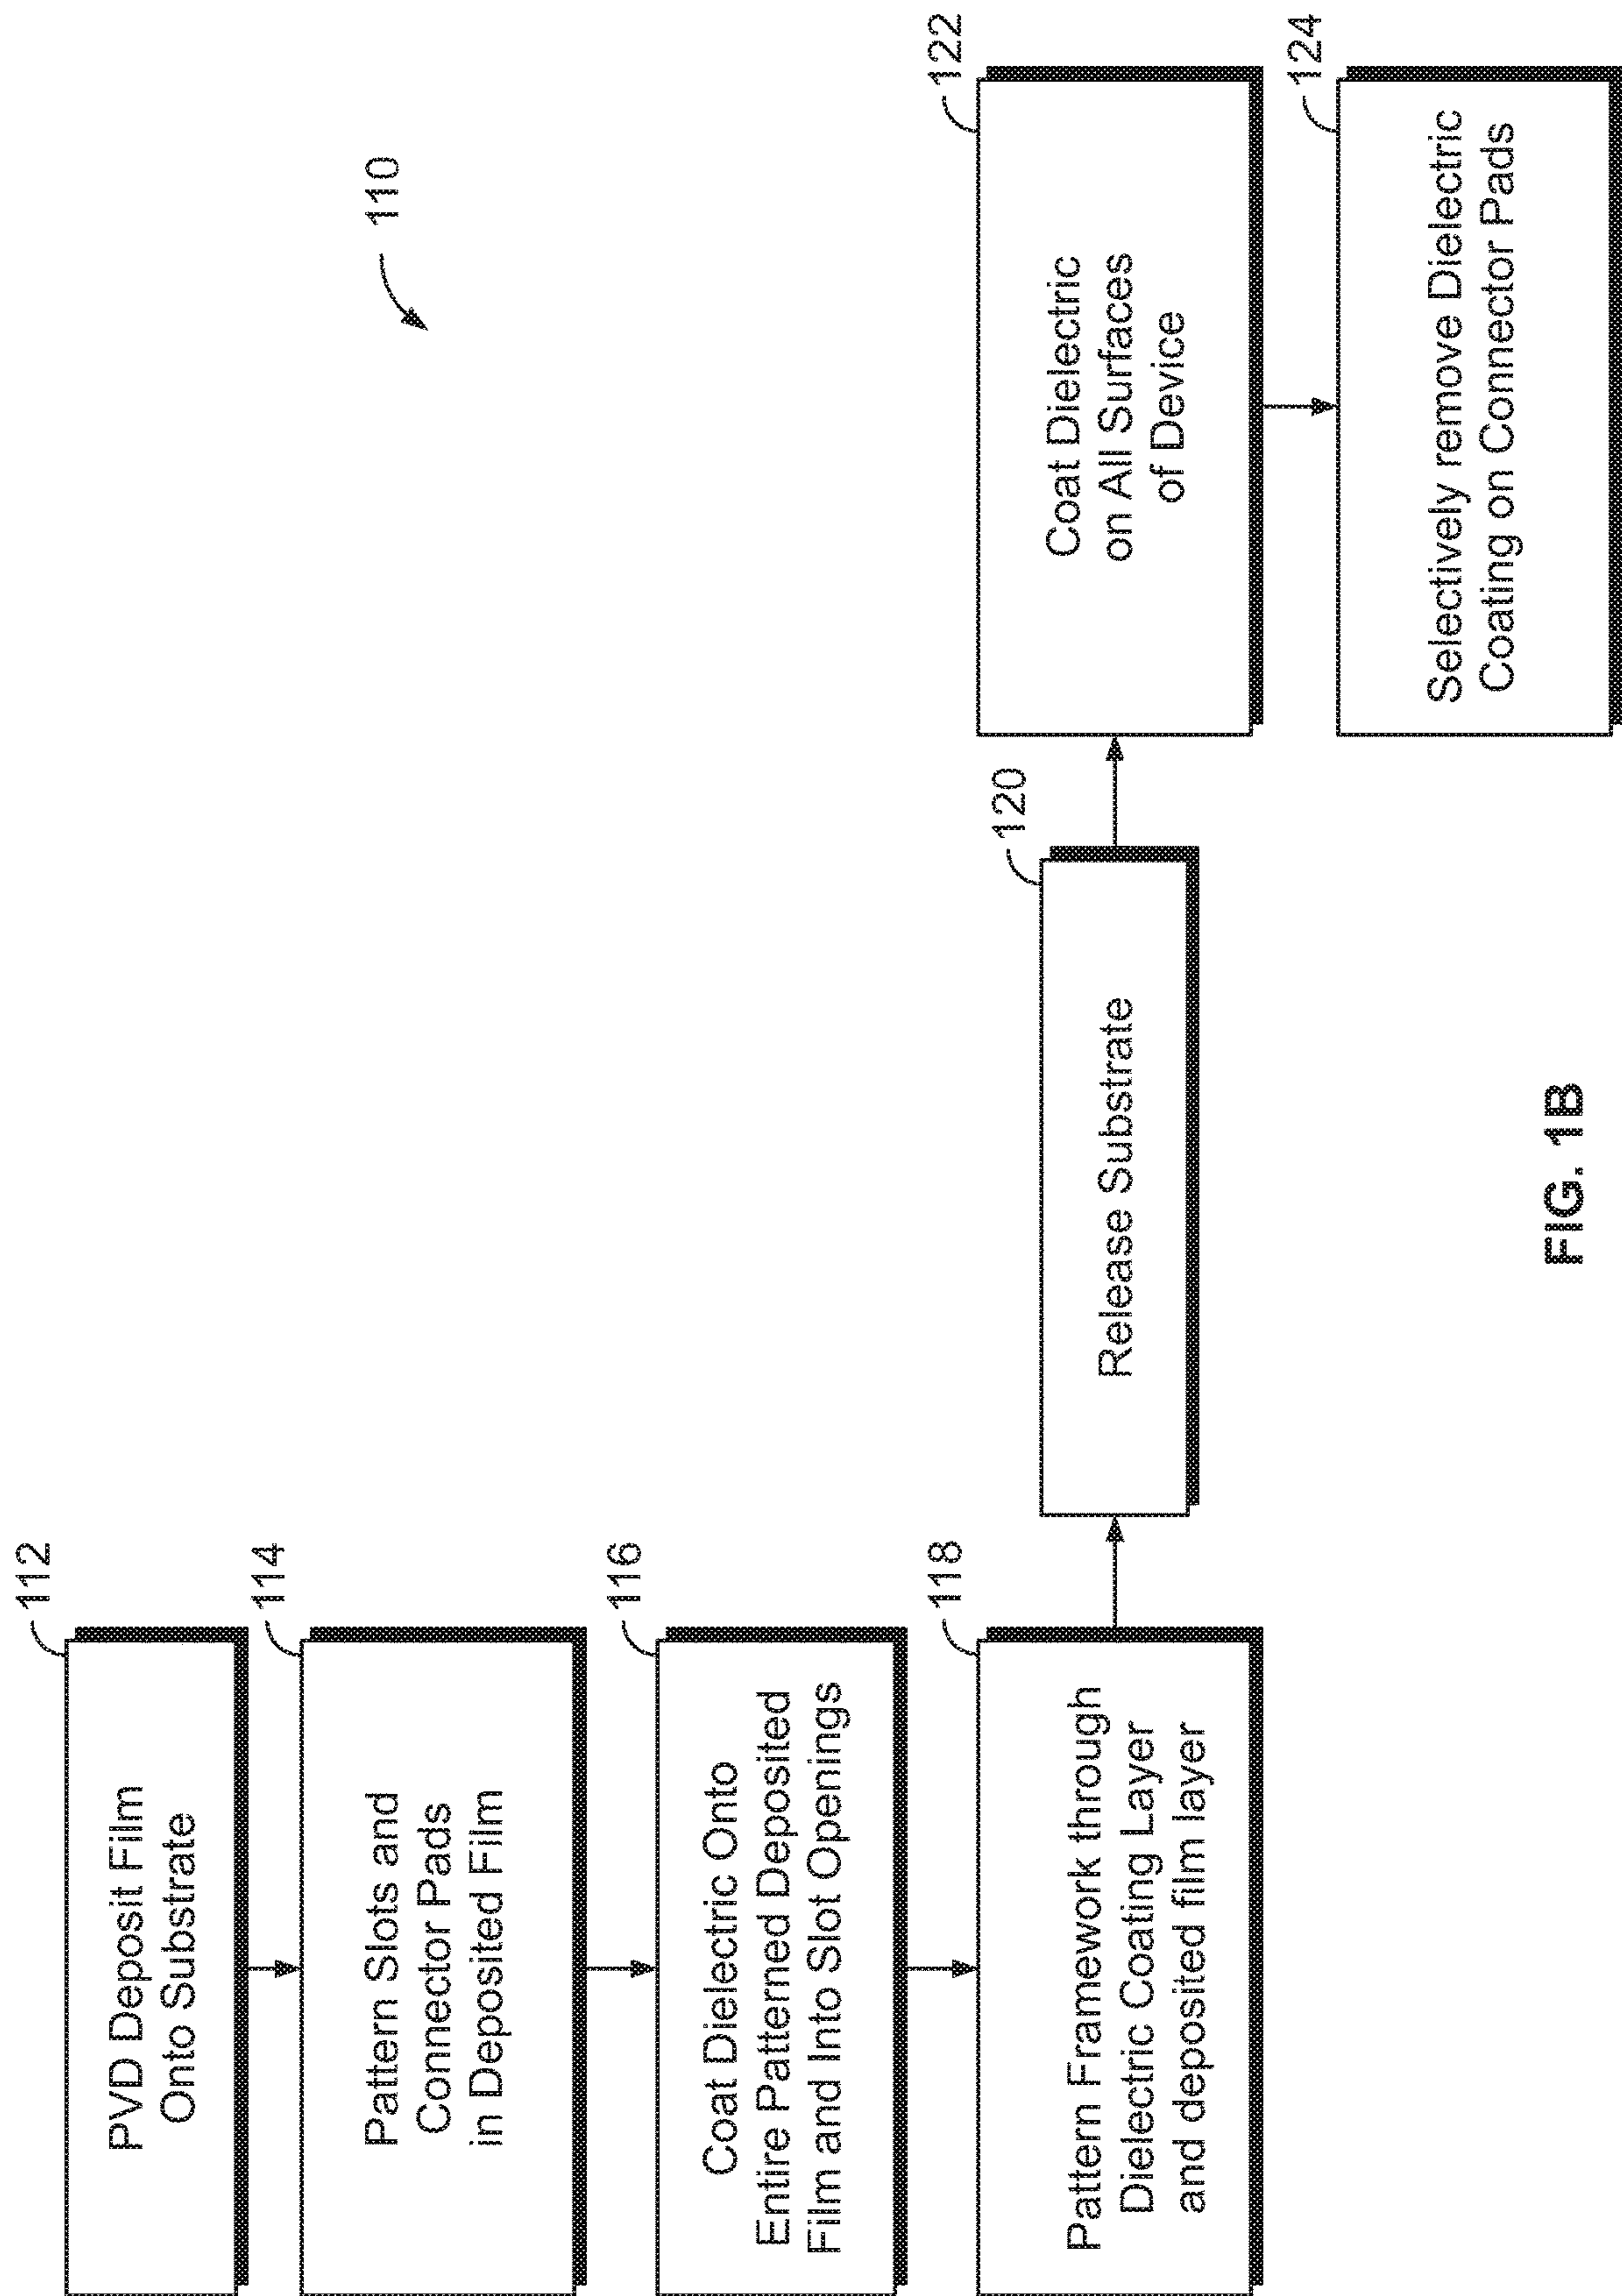 110
112
PVD Deposit Film
Onto Substrate
114
Pattern Slots and
Connector Pads
in Deposited Film
116
Coat Dielectric Onto
Entire Patterned Deposited
Film and Into Slot Openings
118
Pattern Framework through
Dielectric Coating Layer
and deposited film layer
120
Release Substrate
122
Coat Dielectric
on All Surfaces
of Device
124
Selectively remove Dielectric
Coating on Connector Pads
FIG. 1B